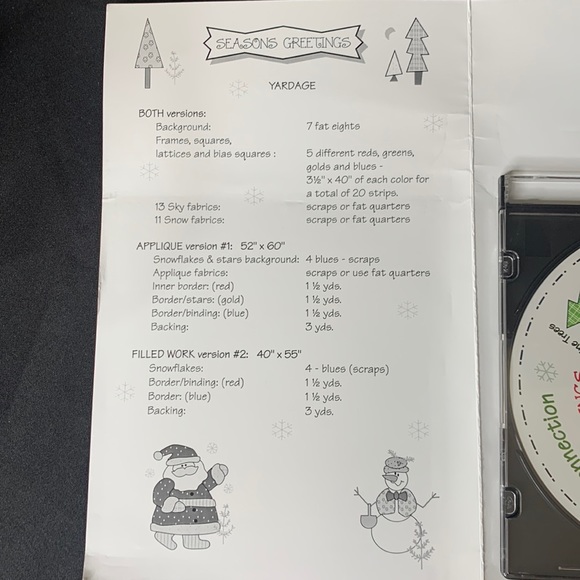 SEASONS GREETINGS
YARDAGE
BOTH versions:
Background: 7 fat eights
Frames, squares,
lattices and bias squares : 5 different reds, greens,
golds and blues -
3½" x 40" of each color for
a total of 20 strips.
13 Sky fabrics: scraps or fat quarters
11 Snow fabrics: scraps or fat quarters
APPLIQUE version #1: 52" x 60"
Snowflakes & stars background: 4 blues - scraps
Applique fabrics: scraps or use fat quarters
Inner border: (red) 1 ½ yds.
Border/stars: (gold) 1 ½ yds.
Border/binding: (blue) 1 ½ yds.
Backing: 3 yds.
FILLED WORK version #2: 40" x 55"
Snowflakes: 4 - blues (scraps)
Border/binding: (red) 1 ½ yds.
Border: (blue) 1 ½ yds.
Backing: 3 yds.
Trees